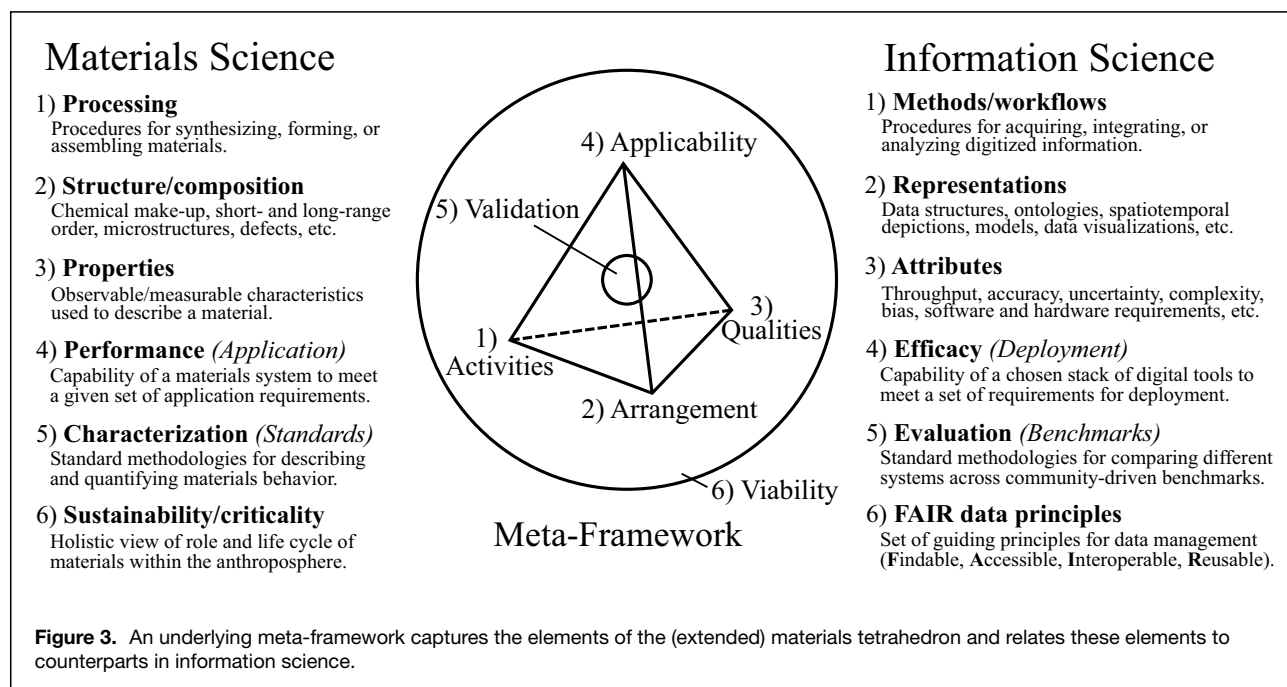 Materials Science
1) Processing
Procedures for synthesizing, forming, or
assembling materials.
2) Structure/composition
Chemical make-up, short- and long-range
order, microstructures, defects, etc.
3) Properties
Observable/measurable characteristics
used to describe a material.
4) Performance (Application)
Capability of a materials system to meet
a given set of application requirements.
5) Characterization (Standards)
Standard methodologies for describing
and quantifying materials behavior.
6) Sustainability/criticality
Holistic view of role and life cycle of
materials within the anthroposphere.
4) Applicability
5) Validation
3)
Qualities
1)
Activities
2) Arrangement
6) Viability
Meta-Framework
Information Science
1) Methods/workflows
Procedures for acquiring, integrating, or
analyzing digitized information.
2) Representations
Data structures, ontologies, spatiotemporal
depictions, models, data visualizations, etc.
3) Attributes
Throughput, accuracy, uncertainty, complexity,
bias, software and hardware requirements, etc.
4) Efficacy (Deployment)
Capability of a chosen stack of digital tools to
meet a set of requirements for deployment.
5) Evaluation (Benchmarks)
Standard methodologies for comparing different
systems across community-driven benchmarks.
6) FAIR data principles
Set of guiding principles for data management
(Findable, Accessible, Interoperable, Reusable).
Figure 3. An underlying meta-framework captures the elements of the (extended) materials tetrahedron and relates these elements to
counterparts in information science.